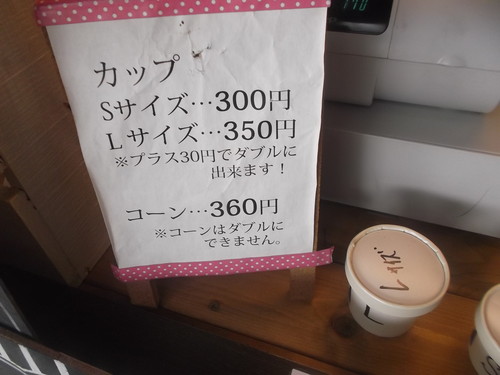 カップ
Sサイズ…300円
Lサイズ…350円
※プラス30円でダブルに
出来ます!
コーン…360円
※コーンはダブルに
できません。
L
S